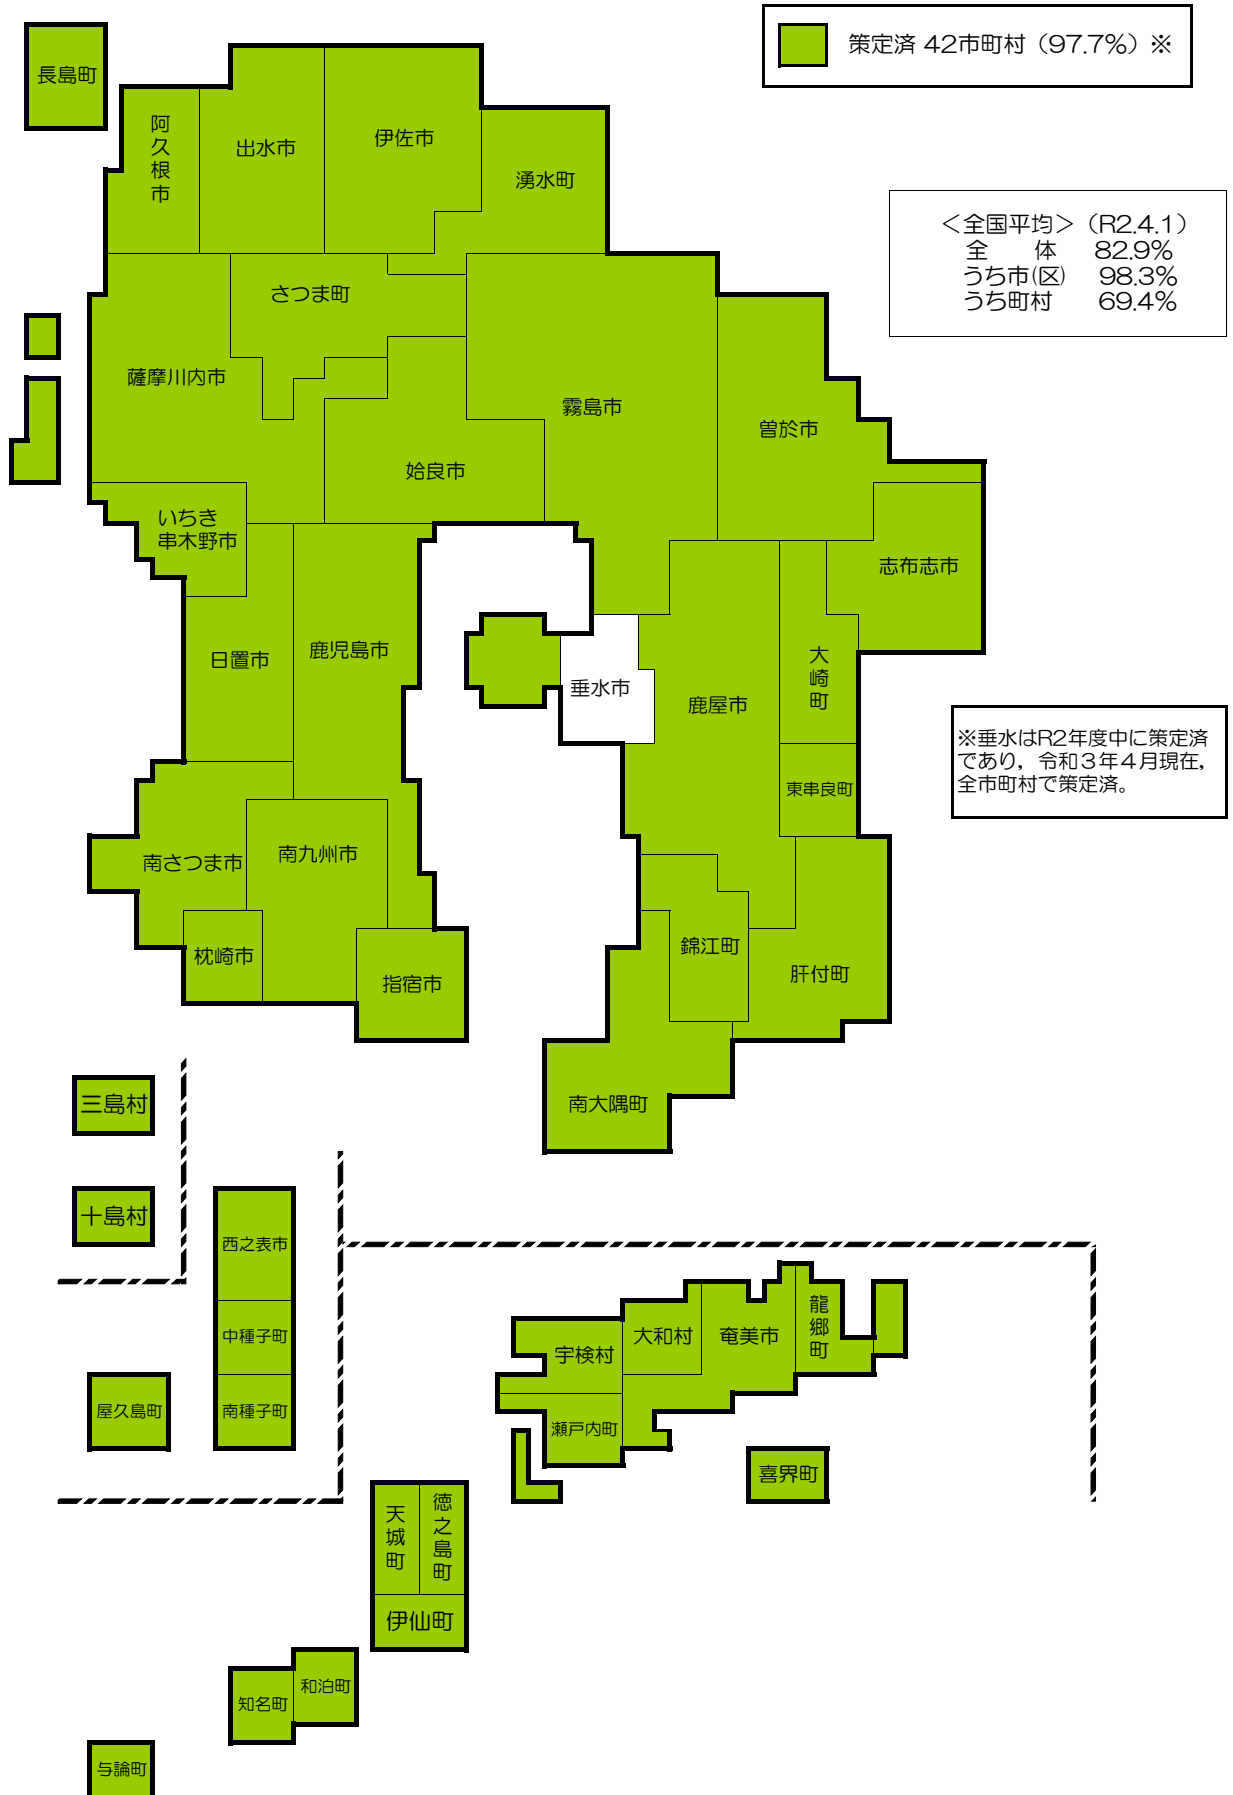 長島町
策定済 42市町村（97.7%）※
阿久根市
出水市
伊佐市
湧水町
＜全国平均＞（R2.4.1）
全　　体　　82.9%
うち市(区)　98.3%
うち町村　　69.4%
さつま町
薩摩川内市
霧島市
曽於市
姶良市
いちき
串木野市
志布志市
日置市
鹿児島市
垂水市
鹿屋市
大崎町
※垂水はR2年度中に策定済
であり，令和３年４月現在，
全市町村で策定済。
東串良町
南さつま市
南九州市
枕崎市
指宿市
錦江町
肝付町
南大隅町
三島村
十島村
西之表市
中種子町
南種子町
屋久島町
宇検村
大和村
奄美市
龍郷町
瀬戸内町
喜界町
天城町
徳之島町
伊仙町
和泊町
知名町
与論町